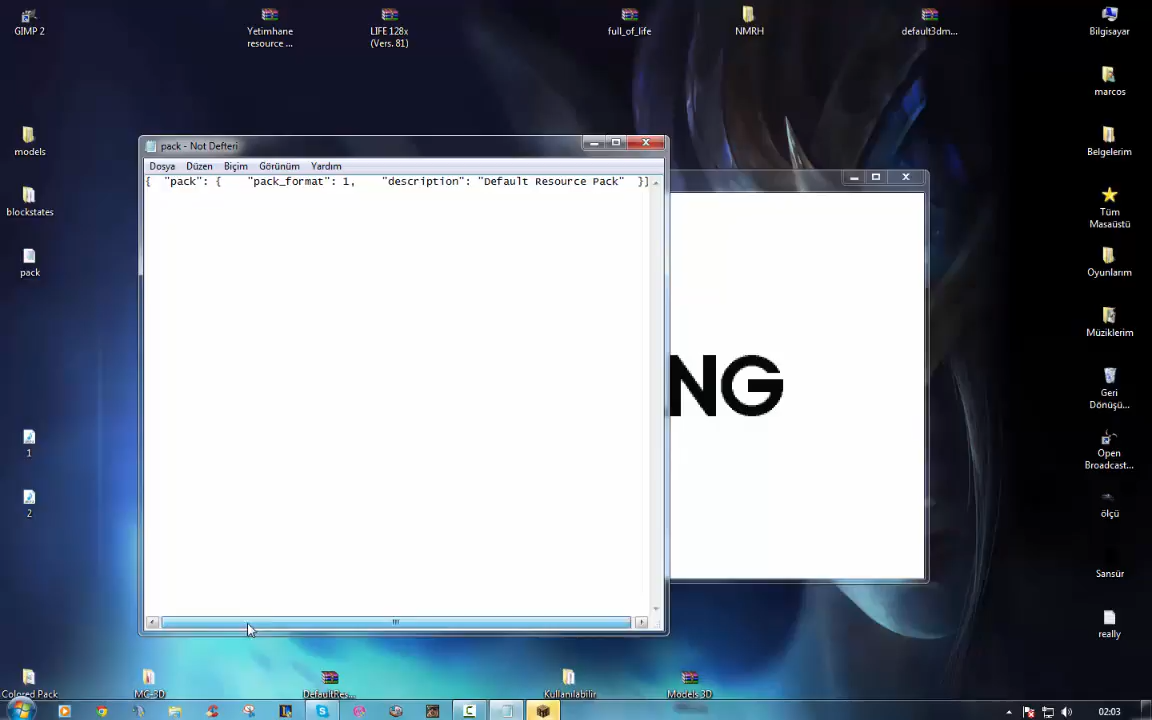 GIMP 2
Yetimhane
resource ...
LIFE 128x
(Vers. 81)
full_of_life
NMRH
default3dm...
Bilgisayar
marcos
models
Belgelerim
blockstates
Tüm
Masaüstü
pack
Oyunlarım
Müziklerim
Geri
Dönüşü...
1
Open
Broadcast...
2
ölçü
Sansür
really
pack - Not Defteri
Dosya Düzen Biçim Görünüm Yardım
{ "pack": { "pack_format": 1, "description": "Default Resource Pack" }}
NG
Colored Pack
MC-3D
DefaultRes...
Kullanılabilir
Models 3D
02:03